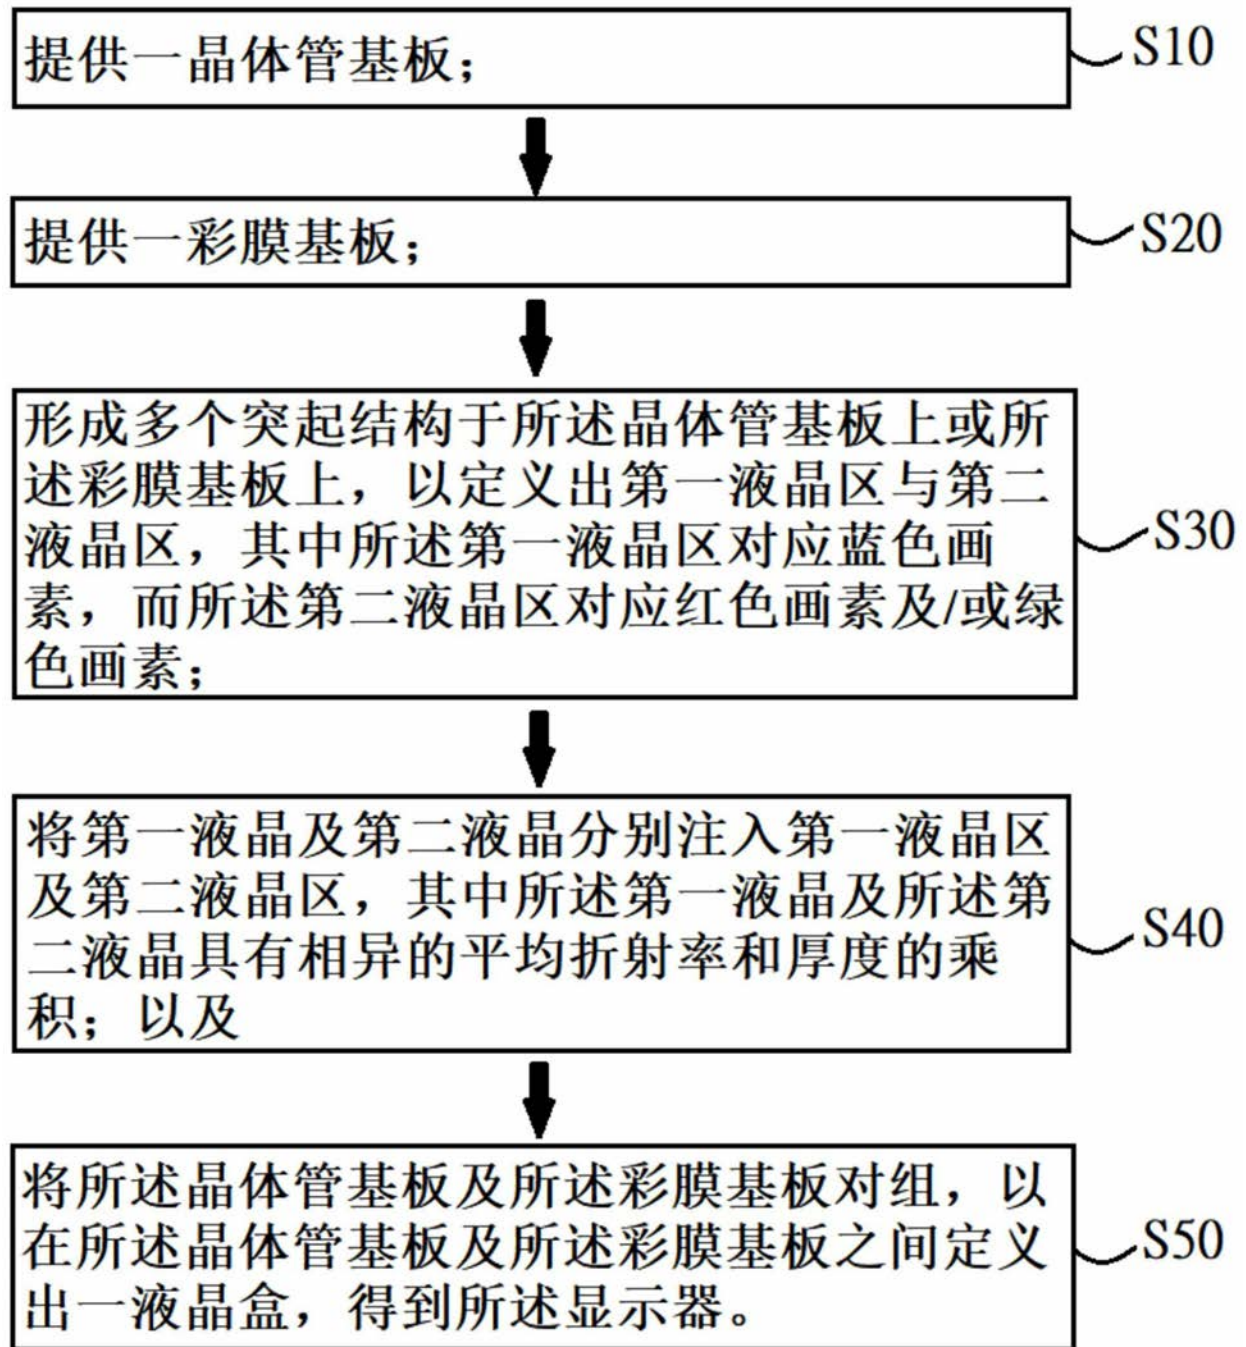 提供一晶体管基板；
S10
提供一彩膜基板；
S20
形成多个突起结构于所述晶体管基板上或所
述彩膜基板上，以定义出第一液晶区与第二
液晶区，其中所述第一液晶区对应蓝色画
素，而所述第二液晶区对应红色画素及/或绿
色画素；
S30
将第一液晶及第二液晶分别注入第一液晶区
及第二液晶区，其中所述第一液晶及所述第
二液晶具有相异的平均折射率和厚度的乘
积；以及
S40
将所述晶体管基板及所述彩膜基板对组，以
在所述晶体管基板及所述彩膜基板之间定义
出一液晶盒，得到所述显示器。
S50